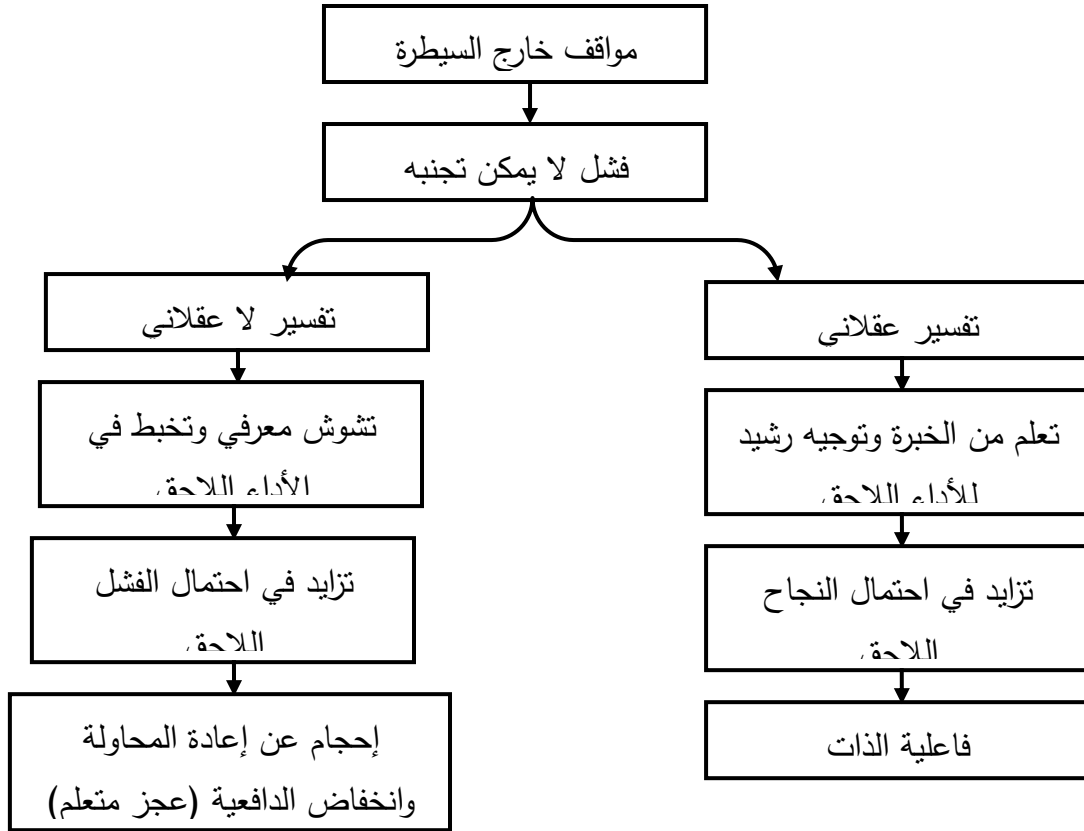 مواقف خارج السيطرة
فشل لا يمكن تجنبه
تفسير عقلاني
تعلم من الخبرة وتوجيه رشيد
للأداء اللاحق
تزايد في احتمال النجاح
اللاحق
فاعلية الذات
تفسير لا عقلاني
تشوش معرفي وتخبط في
الأداء اللاحق
تزايد في احتمال الفشل
اللاحق
إحجام عن إعادة المحاولة
وانخفاض الدافعية (عجز متعلم)